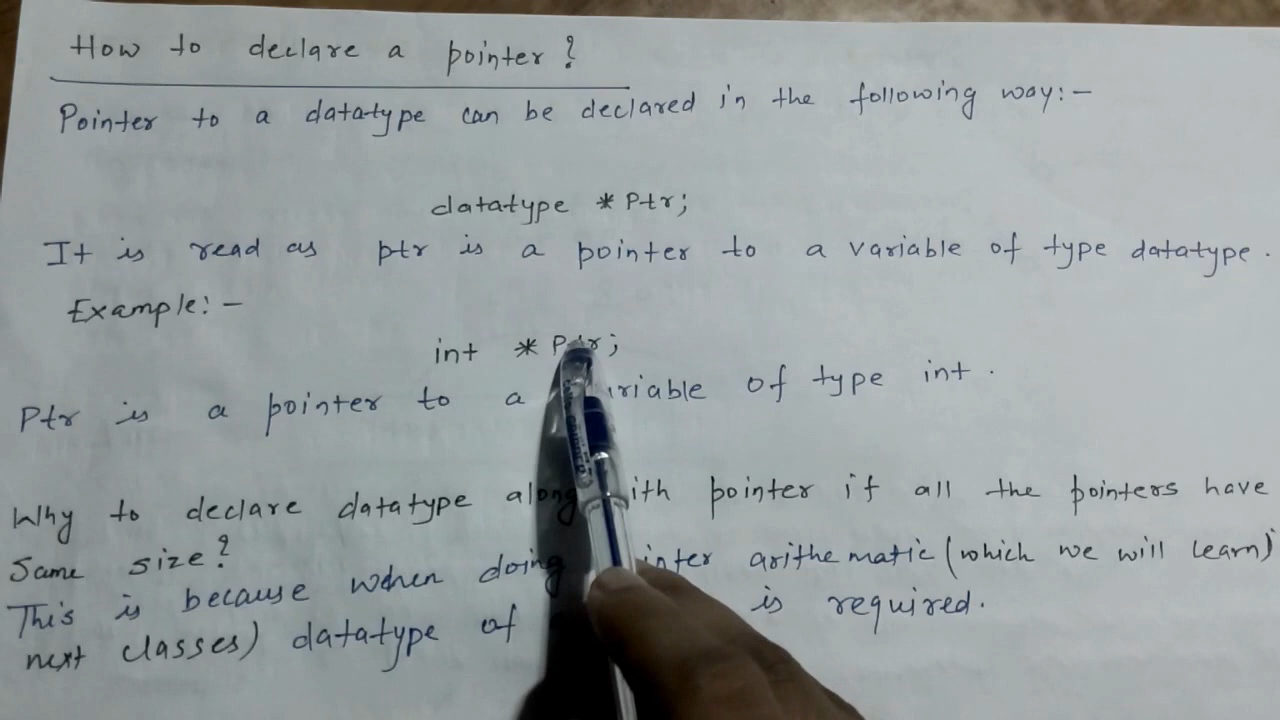 How to declare a pointer?
Pointer to a datatype can be declared in the following way:-
datatype *Ptr;
It is read as ptr is a pointer to a variable of type datatype.
Example:-
int *Ptr;
Ptr is a pointer to a variable of type int.
Why to declare datatype along with pointer if all the pointers have
same size?
This is because when doing pointer arithematic (which we will learn)
next classes) datatype of is required.